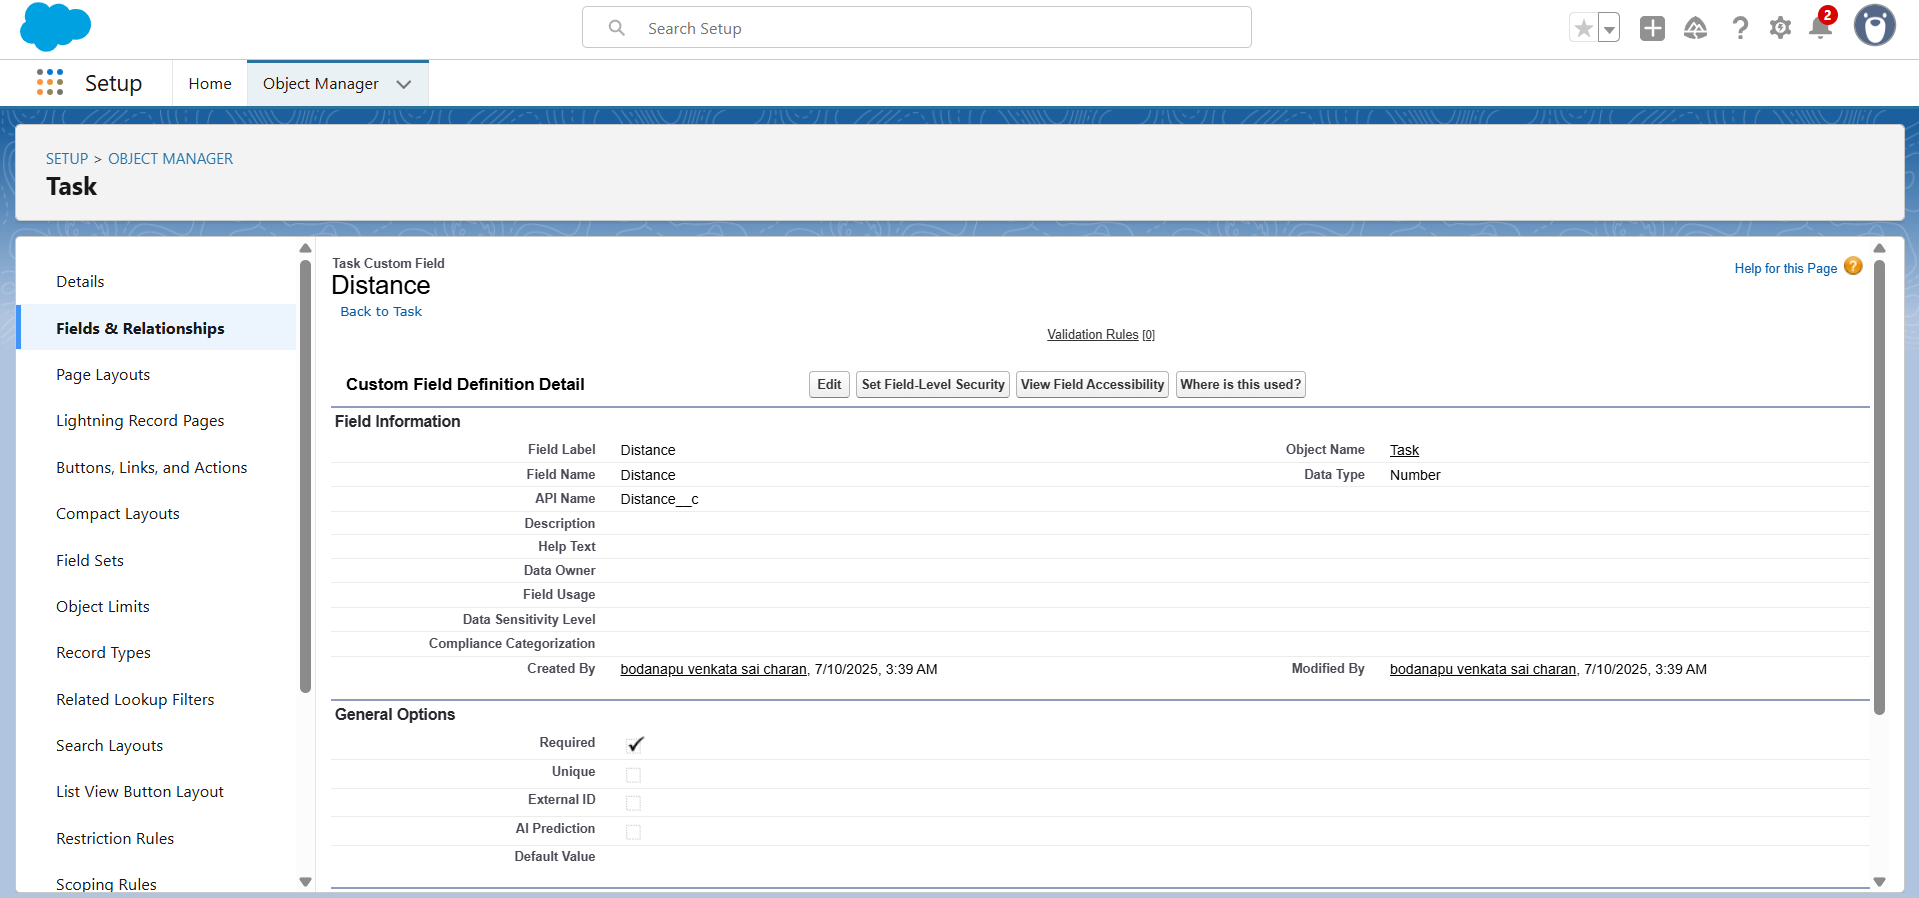 Search Setup
2
Setup
Home
Object Manager
SETUP > OBJECT MANAGER
Task
Details
Fields & Relationships
Page Layouts
Lightning Record Pages
Buttons, Links, and Actions
Compact Layouts
Field Sets
Object Limits
Record Types
Related Lookup Filters
Search Layouts
List View Button Layout
Restriction Rules
Scoping Rules
Task Custom Field
Distance
Back to Task
Help for this Page ?
Validation Rules [0]
Custom Field Definition Detail
Edit
Set Field-Level Security
View Field Accessibility
Where is this used?
Field Information
Field Label Distance Object Name Task
Field Name Distance Data Type Number
API Name Distance__c
Description
Help Text
Data Owner
Field Usage
Data Sensitivity Level
Compliance Categorization
Created By bodanapu venkata sai charan, 7/10/2025, 3:39 AM Modified By bodanapu venkata sai charan, 7/10/2025, 3:39 AM
General Options
Required
Unique
External ID
AI Prediction
Default Value